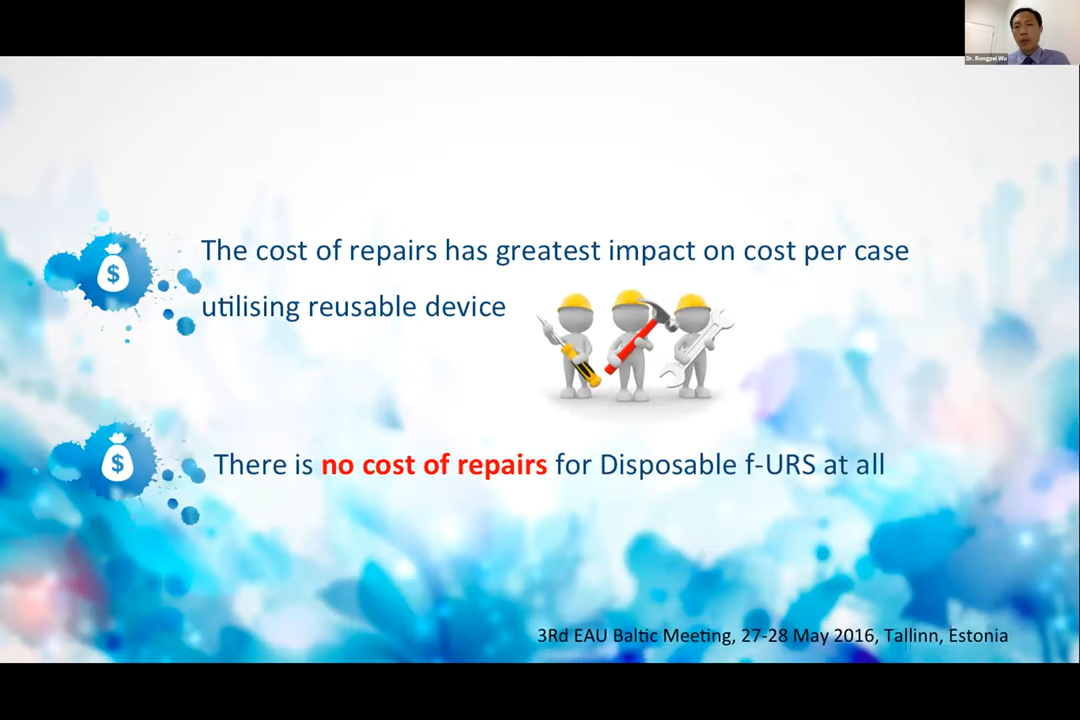 Dr. Rongpei Wu
The cost of repairs has greatest impact on cost per case
utilising reusable device
$
There is no cost of repairs for Disposable f-URS at all
$
3Rd EAU Baltic Meeting, 27-28 May 2016, Tallinn, Estonia